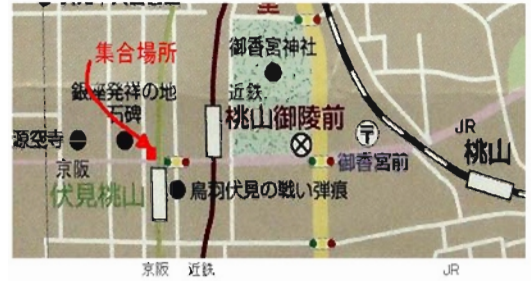 集合場所
御香宮神社
銀座発祥の地
石碑
近鉄
桃山御陵前
源空寺
京阪
伏見桃山
〒
御香宮前
JR
桃山
鳥羽伏見の戦い弾痕
京阪
近鉄
JR